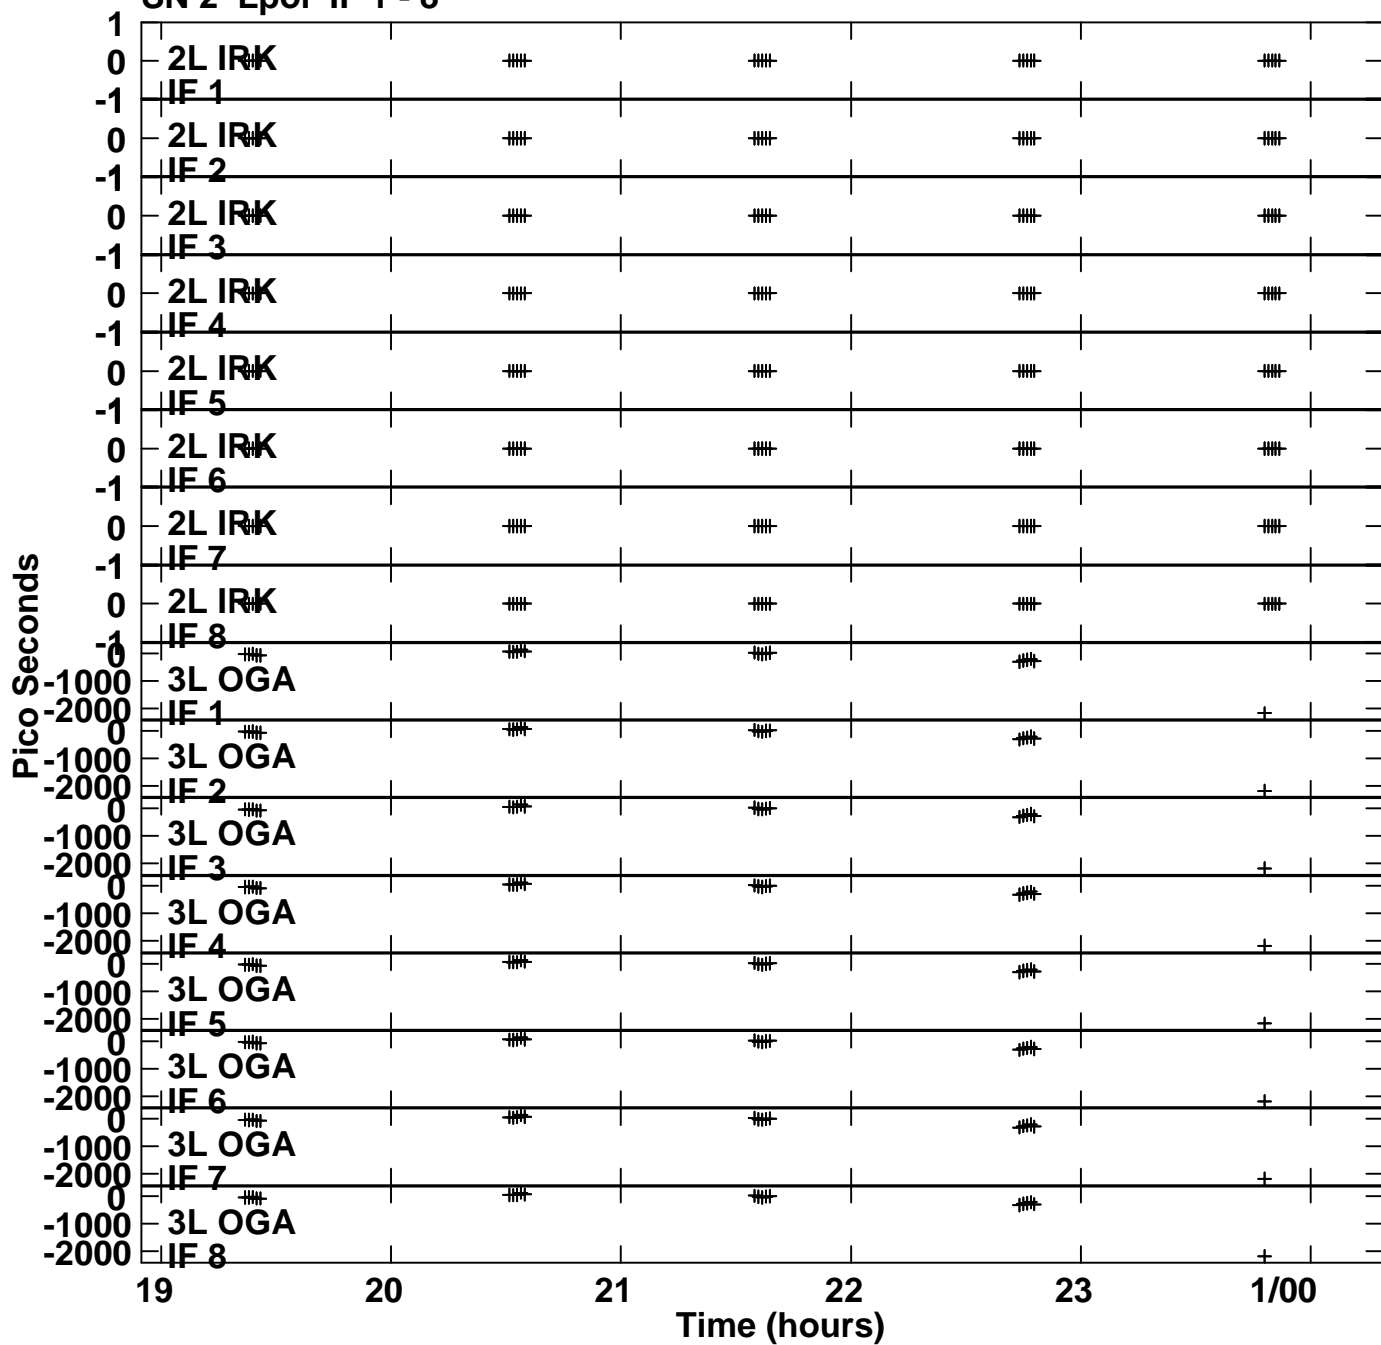 1
0 2L IRK
-1 IF 1
0 2L IRK
-1 IF 2
0 2L IRK
-1 IF 3
0 2L IRK
-1 IF 4
0 2L IRK
-1 IF 5
0 2L IRK
-1 IF 6
0 2L IRK
-1 IF 7
0 2L IRK
-1 IF 8
0
-1000 3L OGA
-2000 IF 1
0
-1000 3L OGA
-2000 IF 2
0
-1000 3L OGA
-2000 IF 3
0
-1000 3L OGA
-2000 IF 4
0
-1000 3L OGA
-2000 IF 5
0
-1000 3L OGA
-2000 IF 6
0
-1000 3L OGA
-2000 IF 7
0
-1000 3L OGA
-2000 IF 8
Pico Seconds
19 20 21 22 23 1/00
Time (hours)